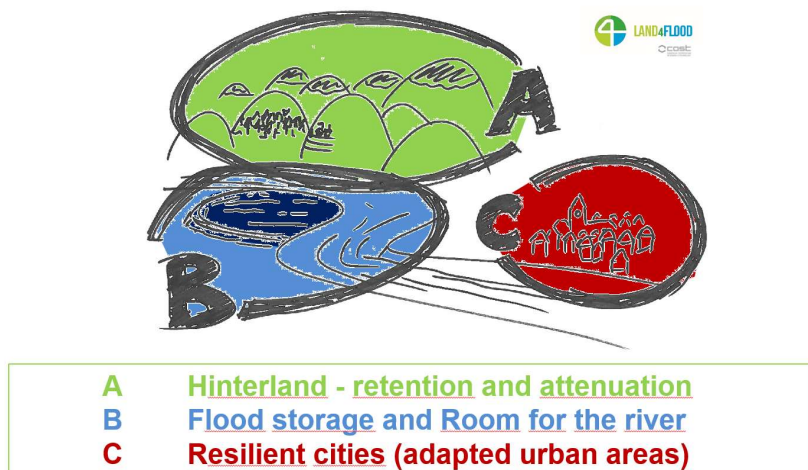 LAND4FLOOD
cost
A
B
C
A Hinterland - retention and attenuation
B Flood storage and Room for the river
C Resilient cities (adapted urban areas)